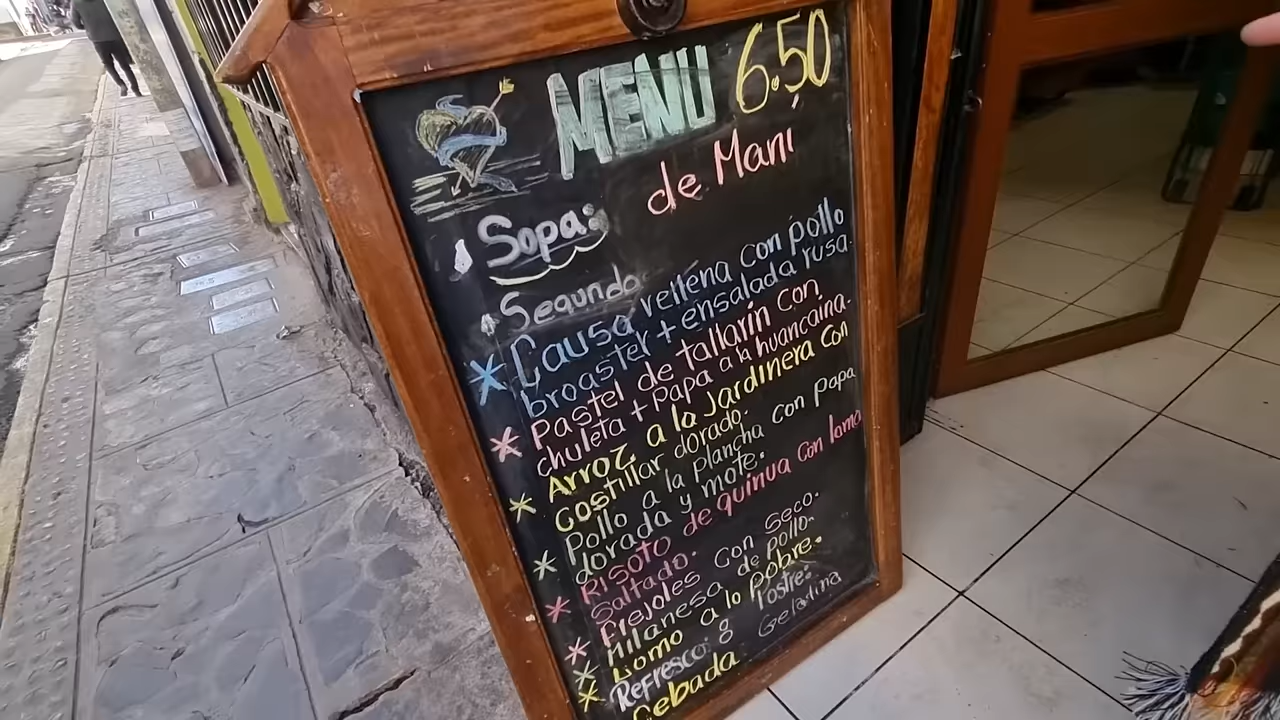 MENU 6.50
Sopa: de Mani
Segundo
* Causa rellena con pollo
broaster + ensalada rusa.
* Pastel de tallarin con
chuleta + Papa a la huancaina.
* Arroz a la jardinera con
costillar dorado.
* Pollo a la plancha con papa
dorada y mote.
* Risoto de quinua con lomo
saltado.
* Frejoles con seco.
* Milanesa de pollo.
* Lomo a lo pobre.
Refresco: 8 Postre:
Cebada Gelatina